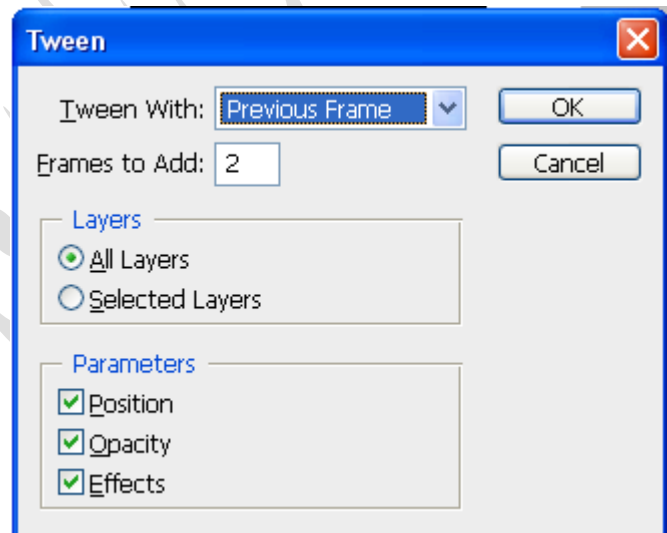 Tween
Tween With: Previous Frame OK
Frames to Add: 2 Cancel
Layers
All Layers
Selected Layers
Parameters
Position
Opacity
Effects